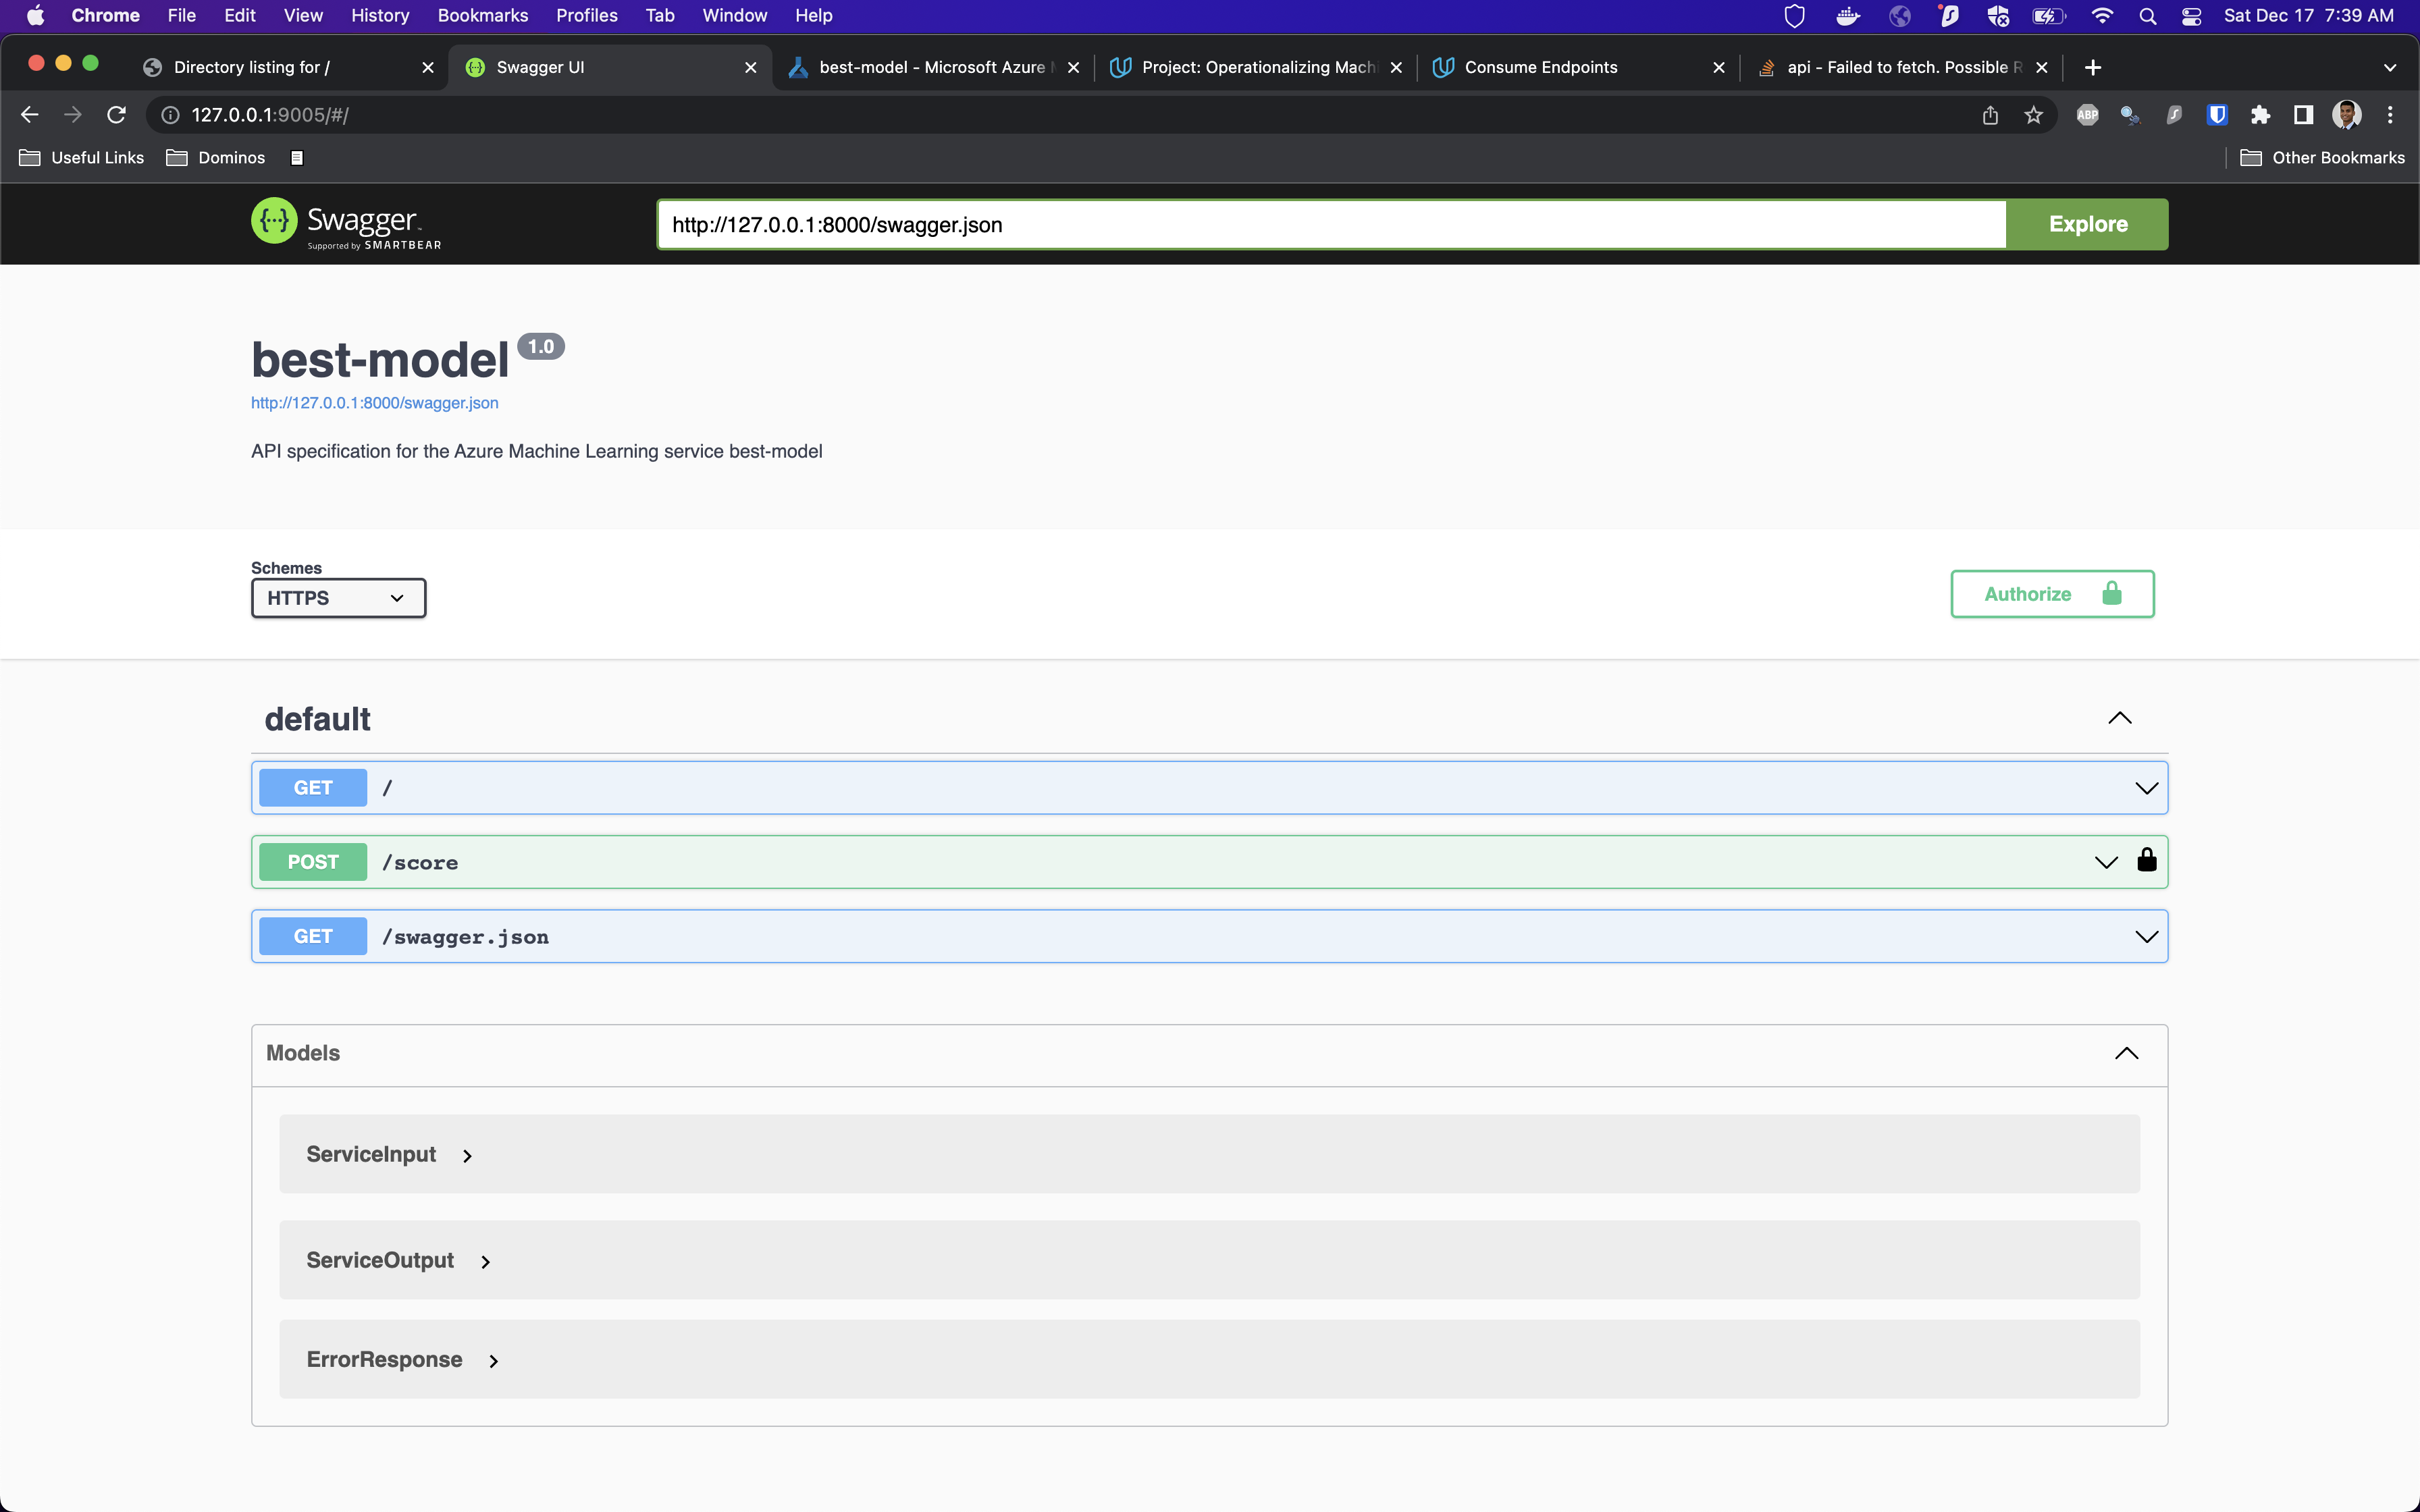 Chrome File Edit View History Bookmarks Profiles Tab Window Help Sat Dec 17 7:39 AM
Directory listing for / Swagger UI best-model - Microsoft Azure Project: Operationalizing Mach Consume Endpoints api - Failed to fetch. Possible R
127.0.0.1:9005/#/ ABP
Useful Links Dominos Other Bookmarks
{···} Swagger
Supported by SMARTBEAR
http://127.0.0.1:8000/swagger.json Explore
best-model 1.0
http://127.0.0.1:8000/swagger.json
API specification for the Azure Machine Learning service best-model
Schemes
HTTPS
Authorize
default
GET /
POST /score
GET /swagger.json
Models
ServiceInput
ServiceOutput
ErrorResponse